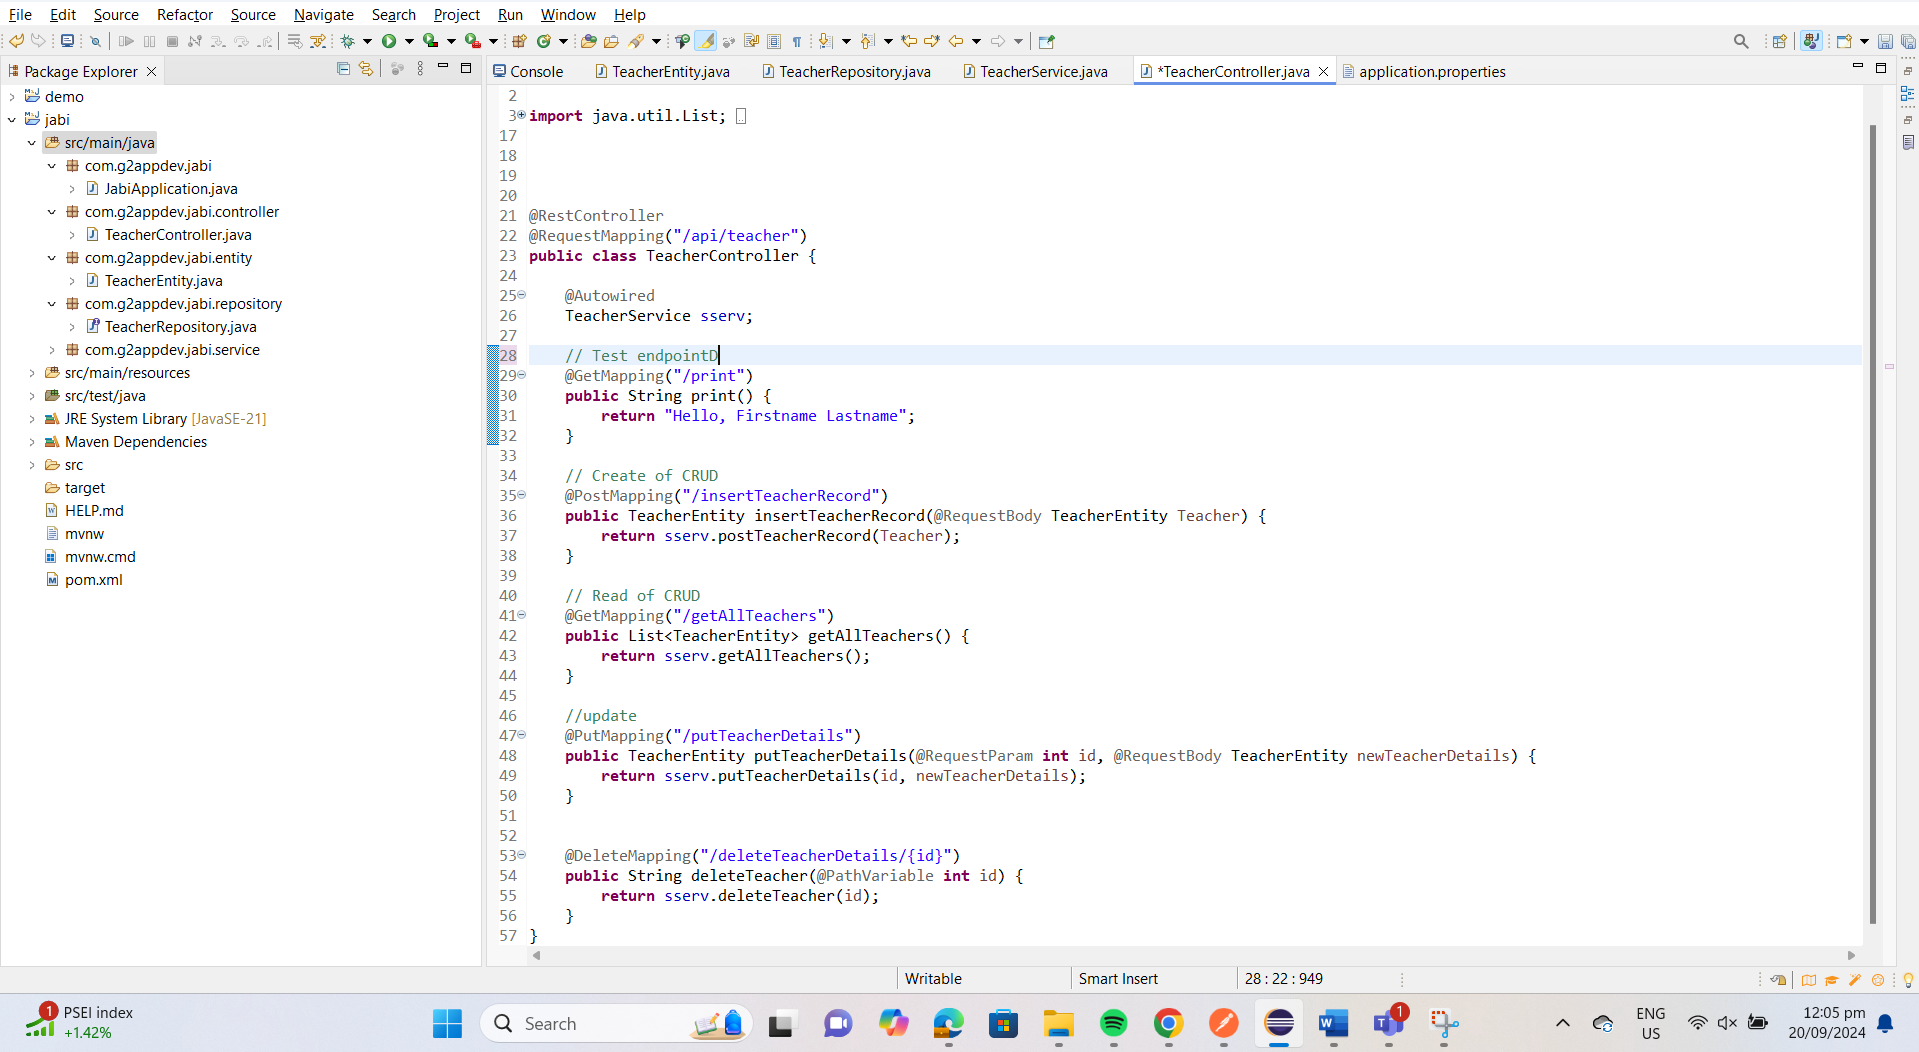 File Edit Source Refactor Source Navigate Search Project Run Window Help
Package Explorer
Console TeacherEntity.java TeacherRepository.java TeacherService.java *TeacherController.java application.properties
demo
jabi
src/main/java
com.g2appdev.jabi
JabiApplication.java
com.g2appdev.jabi.controller
TeacherController.java
com.g2appdev.jabi.entity
TeacherEntity.java
com.g2appdev.jabi.repository
TeacherRepository.java
com.g2appdev.jabi.service
src/main/resources
src/test/java
JRE System Library [JavaSE-21]
Maven Dependencies
src
target
HELP.md
mvnw
mvnw.cmd
pom.xml
2
3 import java.util.List;
17
18
19
20
21 @RestController
22 @RequestMapping("/api/teacher")
23 public class TeacherController {
24
25 @Autowired
26 TeacherService sserv;
27
28 // Test endpointD
29 @GetMapping("/print")
30 public String print() {
31 return "Hello, Firstname Lastname";
32 }
33
34 // Create of CRUD
35 @PostMapping("/insertTeacherRecord")
36 public TeacherEntity insertTeacherRecord(@RequestBody TeacherEntity Teacher) {
37 return sserv.postTeacherRecord(Teacher);
38 }
39
40 // Read of CRUD
41 @GetMapping("/getAllTeachers")
42 public List<TeacherEntity> getAllTeachers() {
43 return sserv.getAllTeachers();
44 }
45
46 //update
47 @PutMapping("/putTeacherDetails")
48 public TeacherEntity putTeacherDetails(@RequestParam int id, @RequestBody TeacherEntity newTeacherDetails) {
49 return sserv.putTeacherDetails(id, newTeacherDetails);
50 }
51
52
53 @DeleteMapping("/deleteTeacherDetails/{id}")
54 public String deleteTeacher(@PathVariable int id) {
55 return sserv.deleteTeacher(id);
56 }
57 }
Writable Smart Insert 28 : 22 : 949
1 PSEI index
+1.42%
Search
1
ENG
US
12:05 pm
20/09/2024